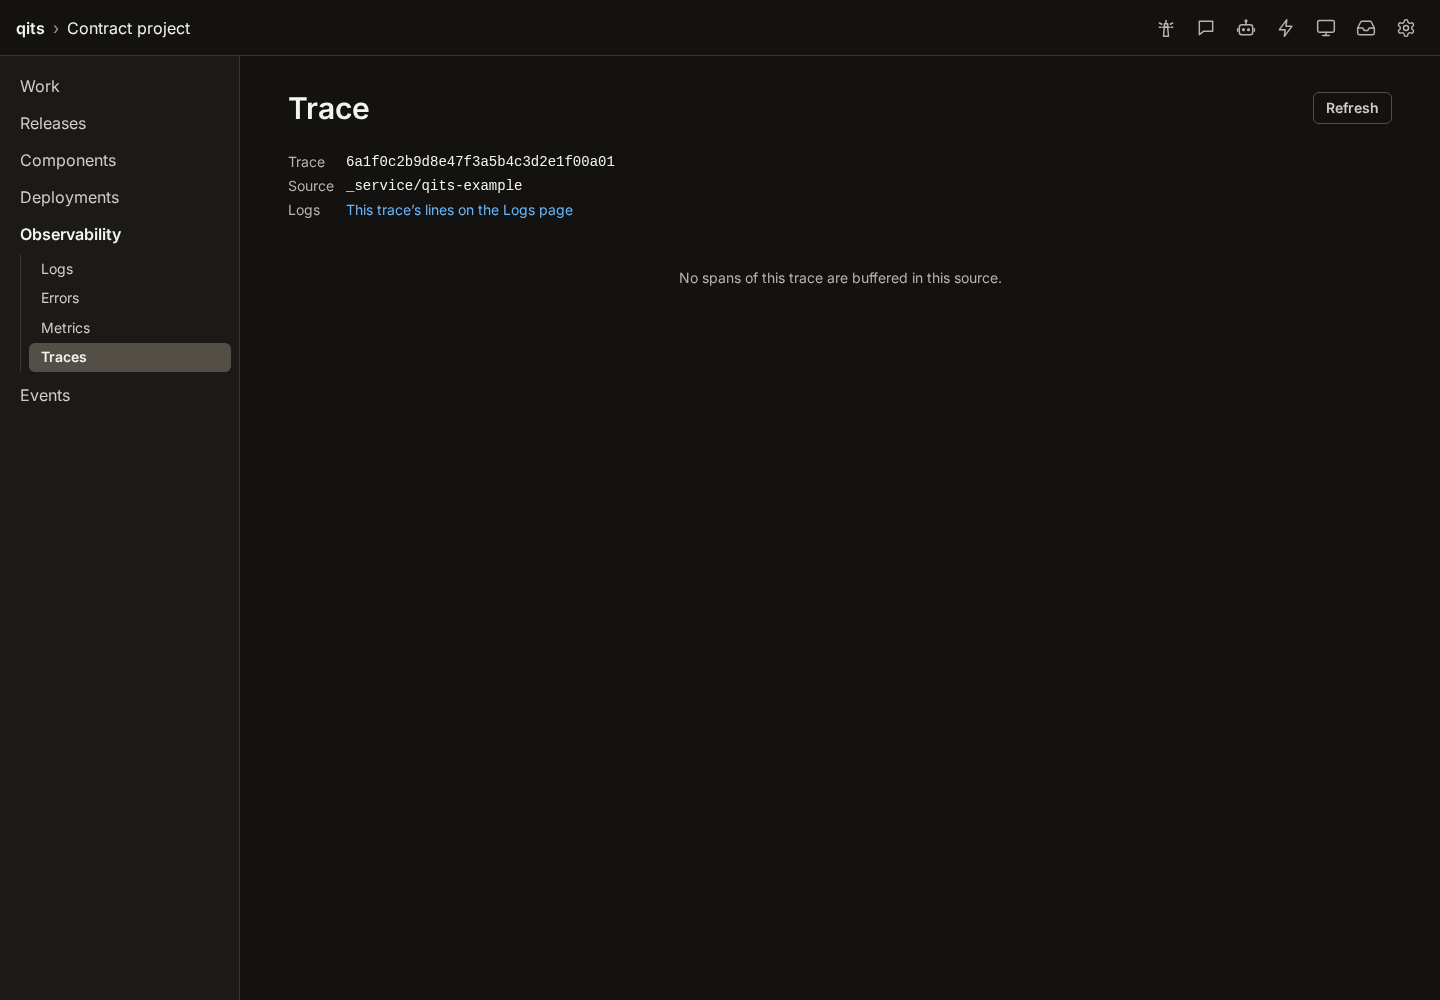 qits › Contract project
Work
Releases
Components
Deployments
Observability
Logs
Errors
Metrics
Traces
Events
Trace
Refresh
Trace 6a1f0c2b9d8e47f3a5b4c3d2e1f00a01
Source _service/qits-example
Logs This trace’s lines on the Logs page
No spans of this trace are buffered in this source.